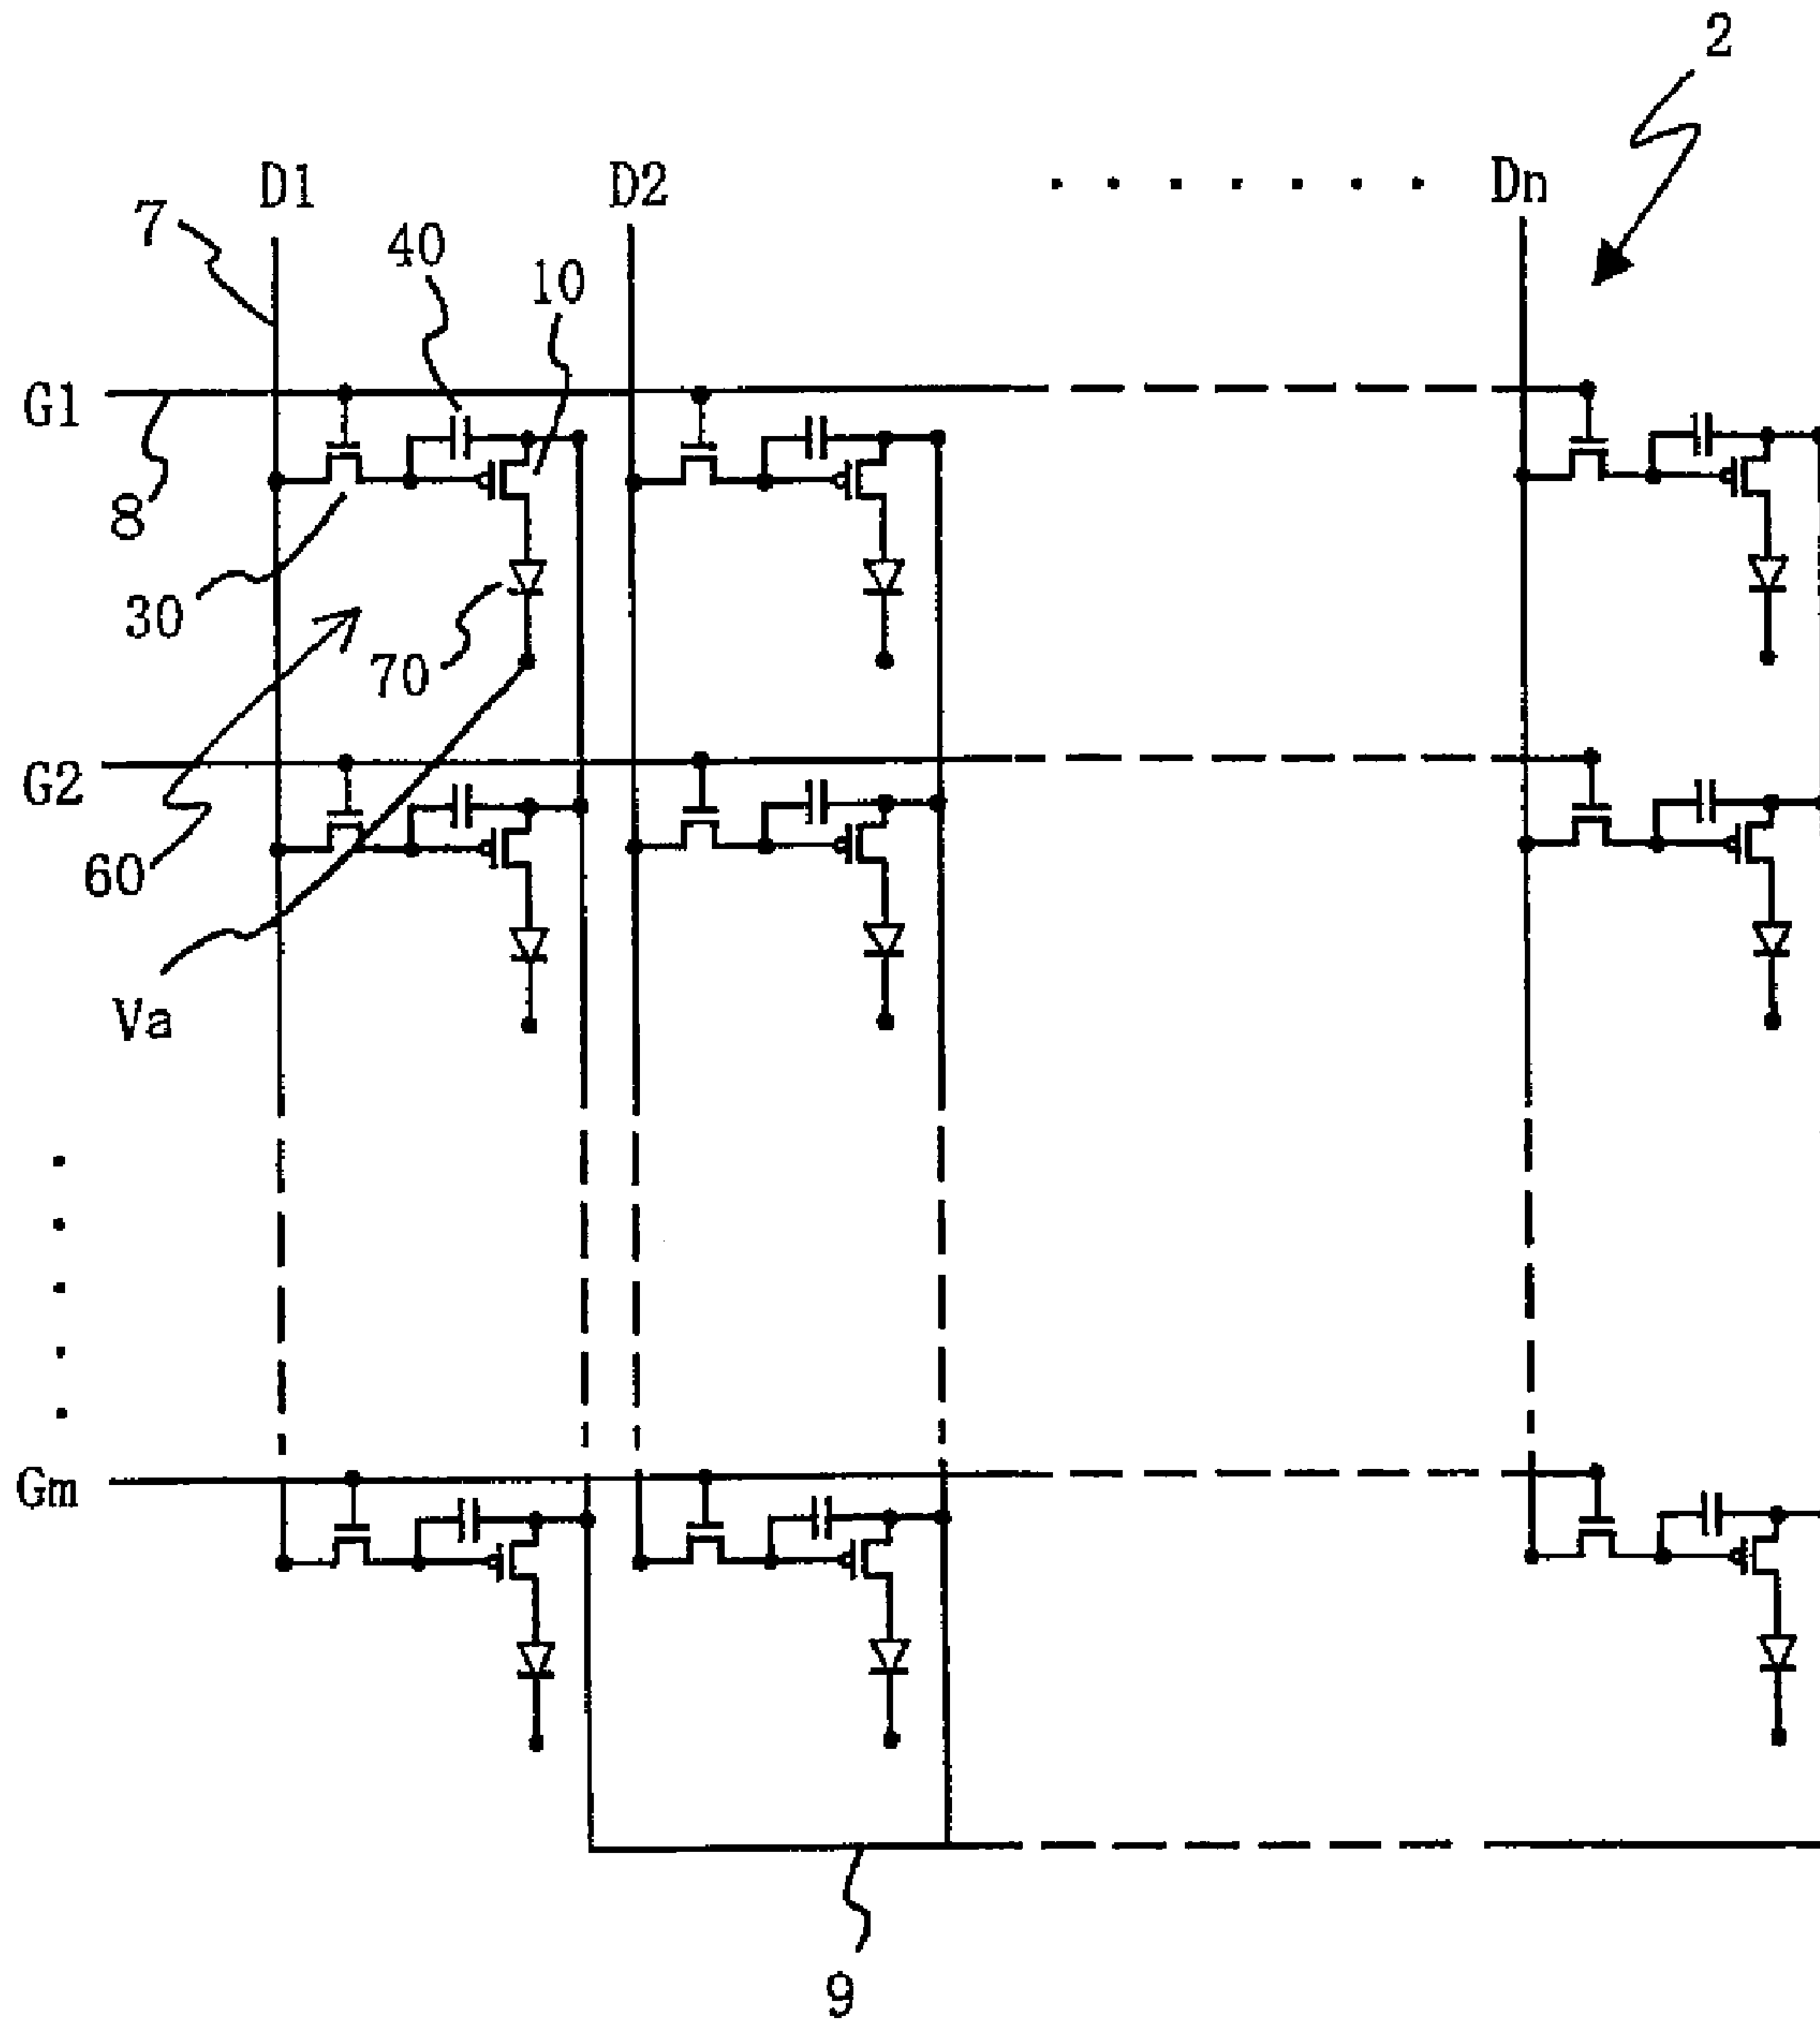 2
D1 D2 . . . . . . . Dn
7
40
10
G1
8
30
70
G2
60
Va
Gm
9